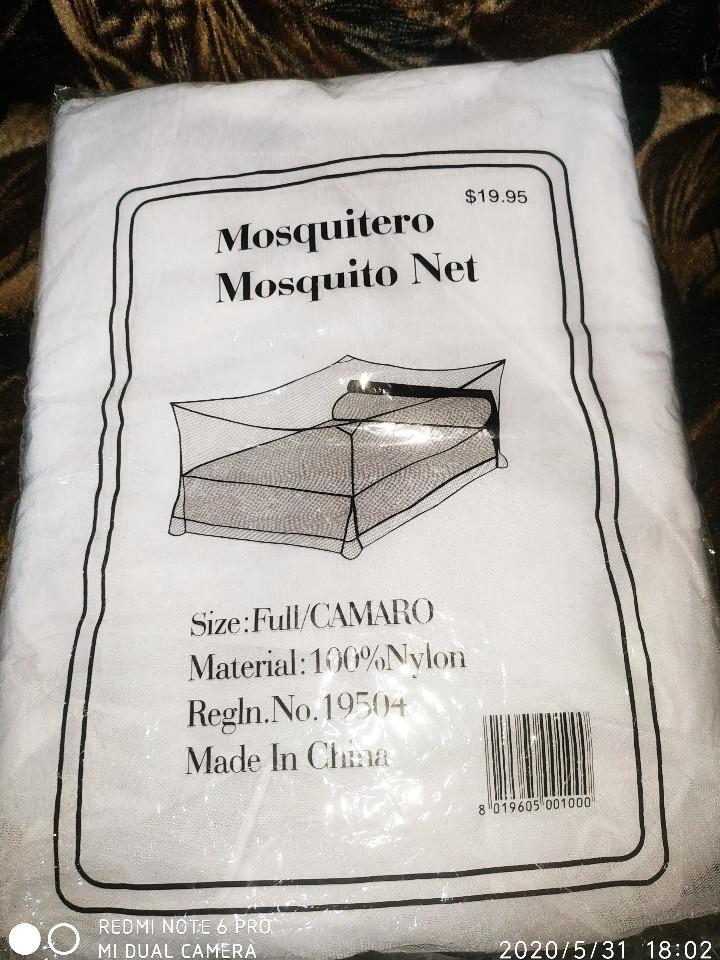 $19.95
Mosquitero
Mosquito Net
Size:Full/CAMARO
Material:100%Nylon
Regln.No.19504
Made In China
8 019605 001000
REDMI NOTE 6 PRO
MI DUAL CAMERA
2020/5/31 18:02